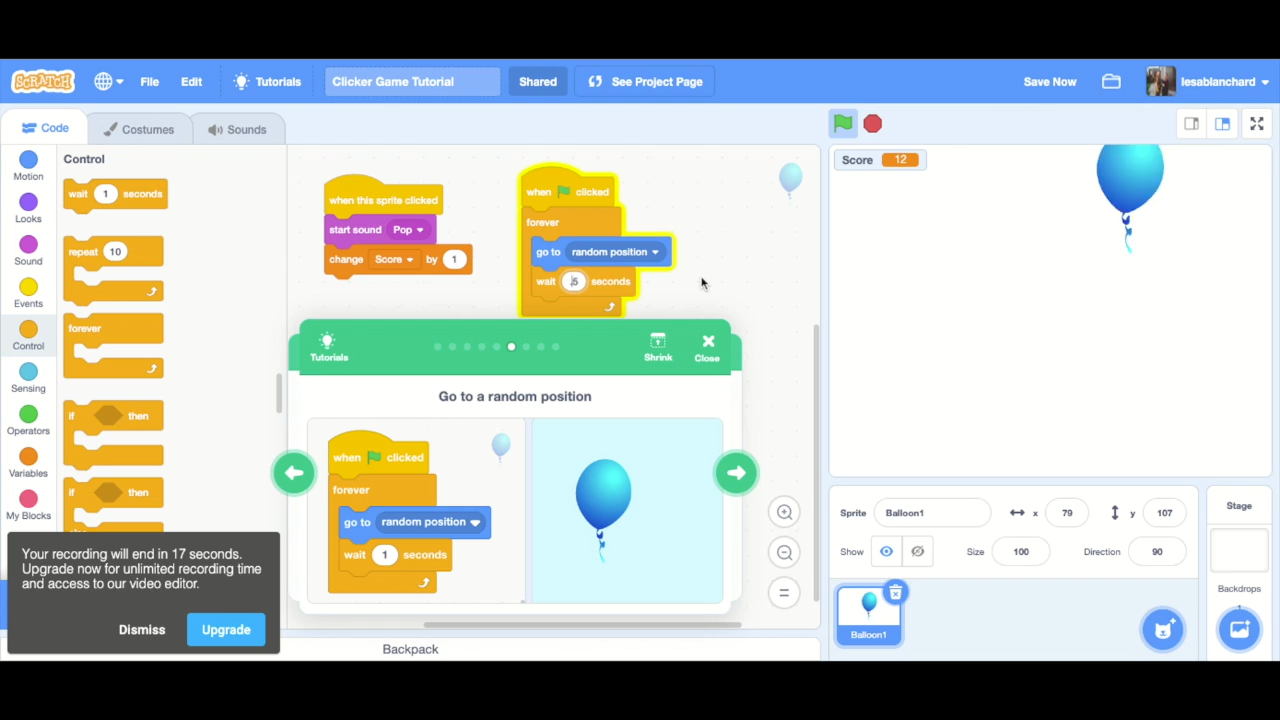 SCRATCH
File
Edit
Tutorials
Clicker Game Tutorial
Shared
See Project Page
Save Now
lesablanchard
Code
Costumes
Sounds
Motion
Looks
Sound
Events
Control
Sensing
Operators
Variables
My Blocks
Control
wait 1 seconds
repeat 10
forever
if then
if then
when this sprite clicked
start sound Pop
change Score by 1
when clicked
forever
go to random position
wait .5 seconds
Tutorials
Shrink
Close
Go to a random position
when clicked
forever
go to random position
wait 1 seconds
Your recording will end in 17 seconds.
Upgrade now for unlimited recording time
and access to our video editor.
Dismiss
Upgrade
Backpack
Score 12
Sprite Balloon1 x 79 y 107
Show Size 100 Direction 90
Balloon1
Stage
Backdrops
1